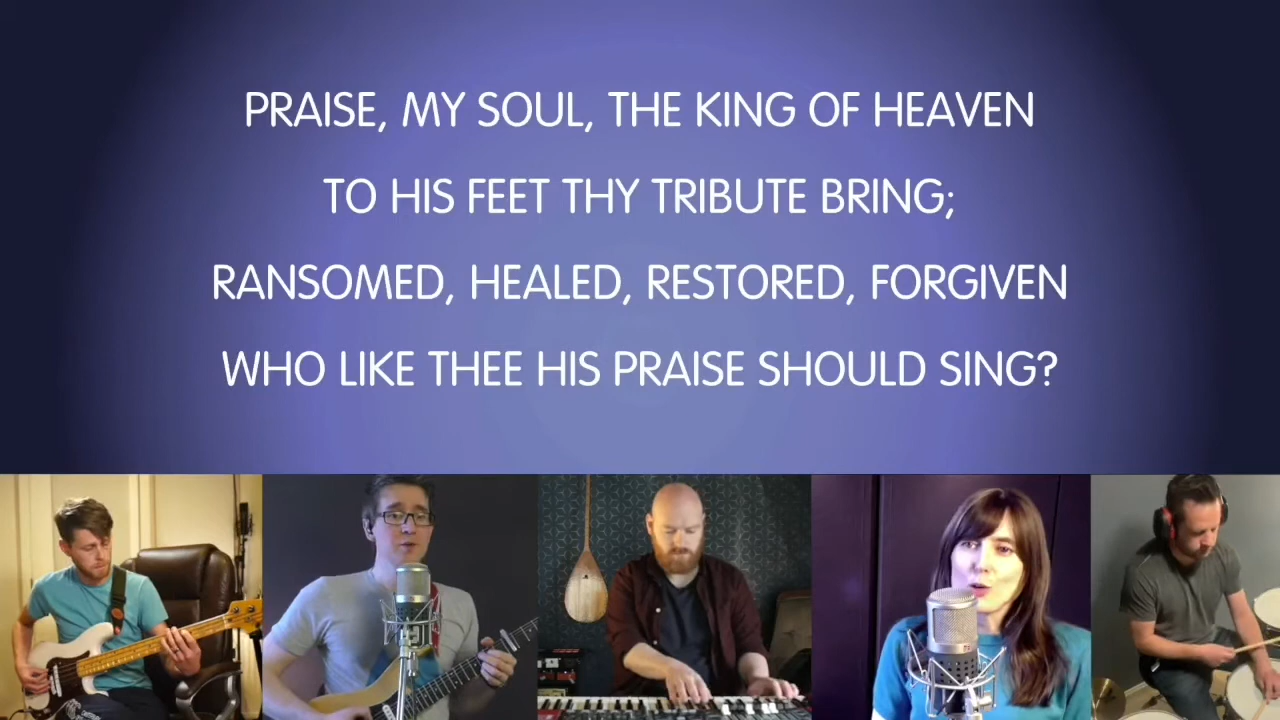 PRAISE, MY SOUL, THE KING OF HEAVEN
TO HIS FEET THY TRIBUTE BRING;
RANSOMED, HEALED, RESTORED, FORGIVEN
WHO LIKE THEE HIS PRAISE SHOULD SING?